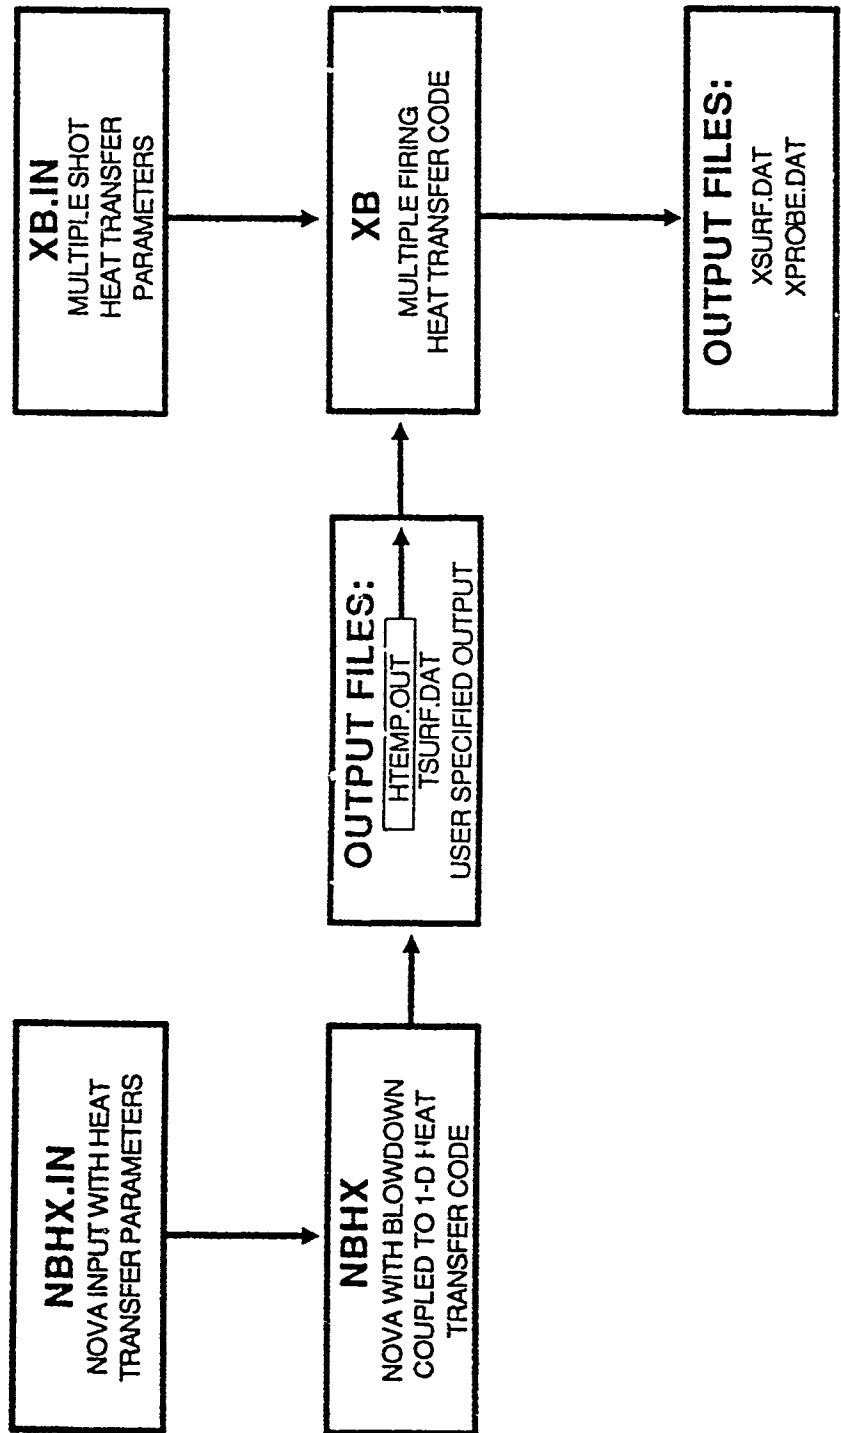 NBHX.IN
NOVA INPUT WITH HEAT
TRANSFER PARAMETERS
NBHX
NOVA WITH BLOWDOWN
COUPLED TO 1-D HEAT
TRANSFER CODE
OUTPUT FILES:
HTEMP.OUT
TSURF.DAT
USER SPECIFIED OUTPUT
XB.IN
MULTIPLE SHOT
HEAT TRANSFER
PARAMETERS
XB
MULTIPLE FIRING
HEAT TRANSFER CODE
OUTPUT FILES:
XSURF.DAT
XPROBE.DAT